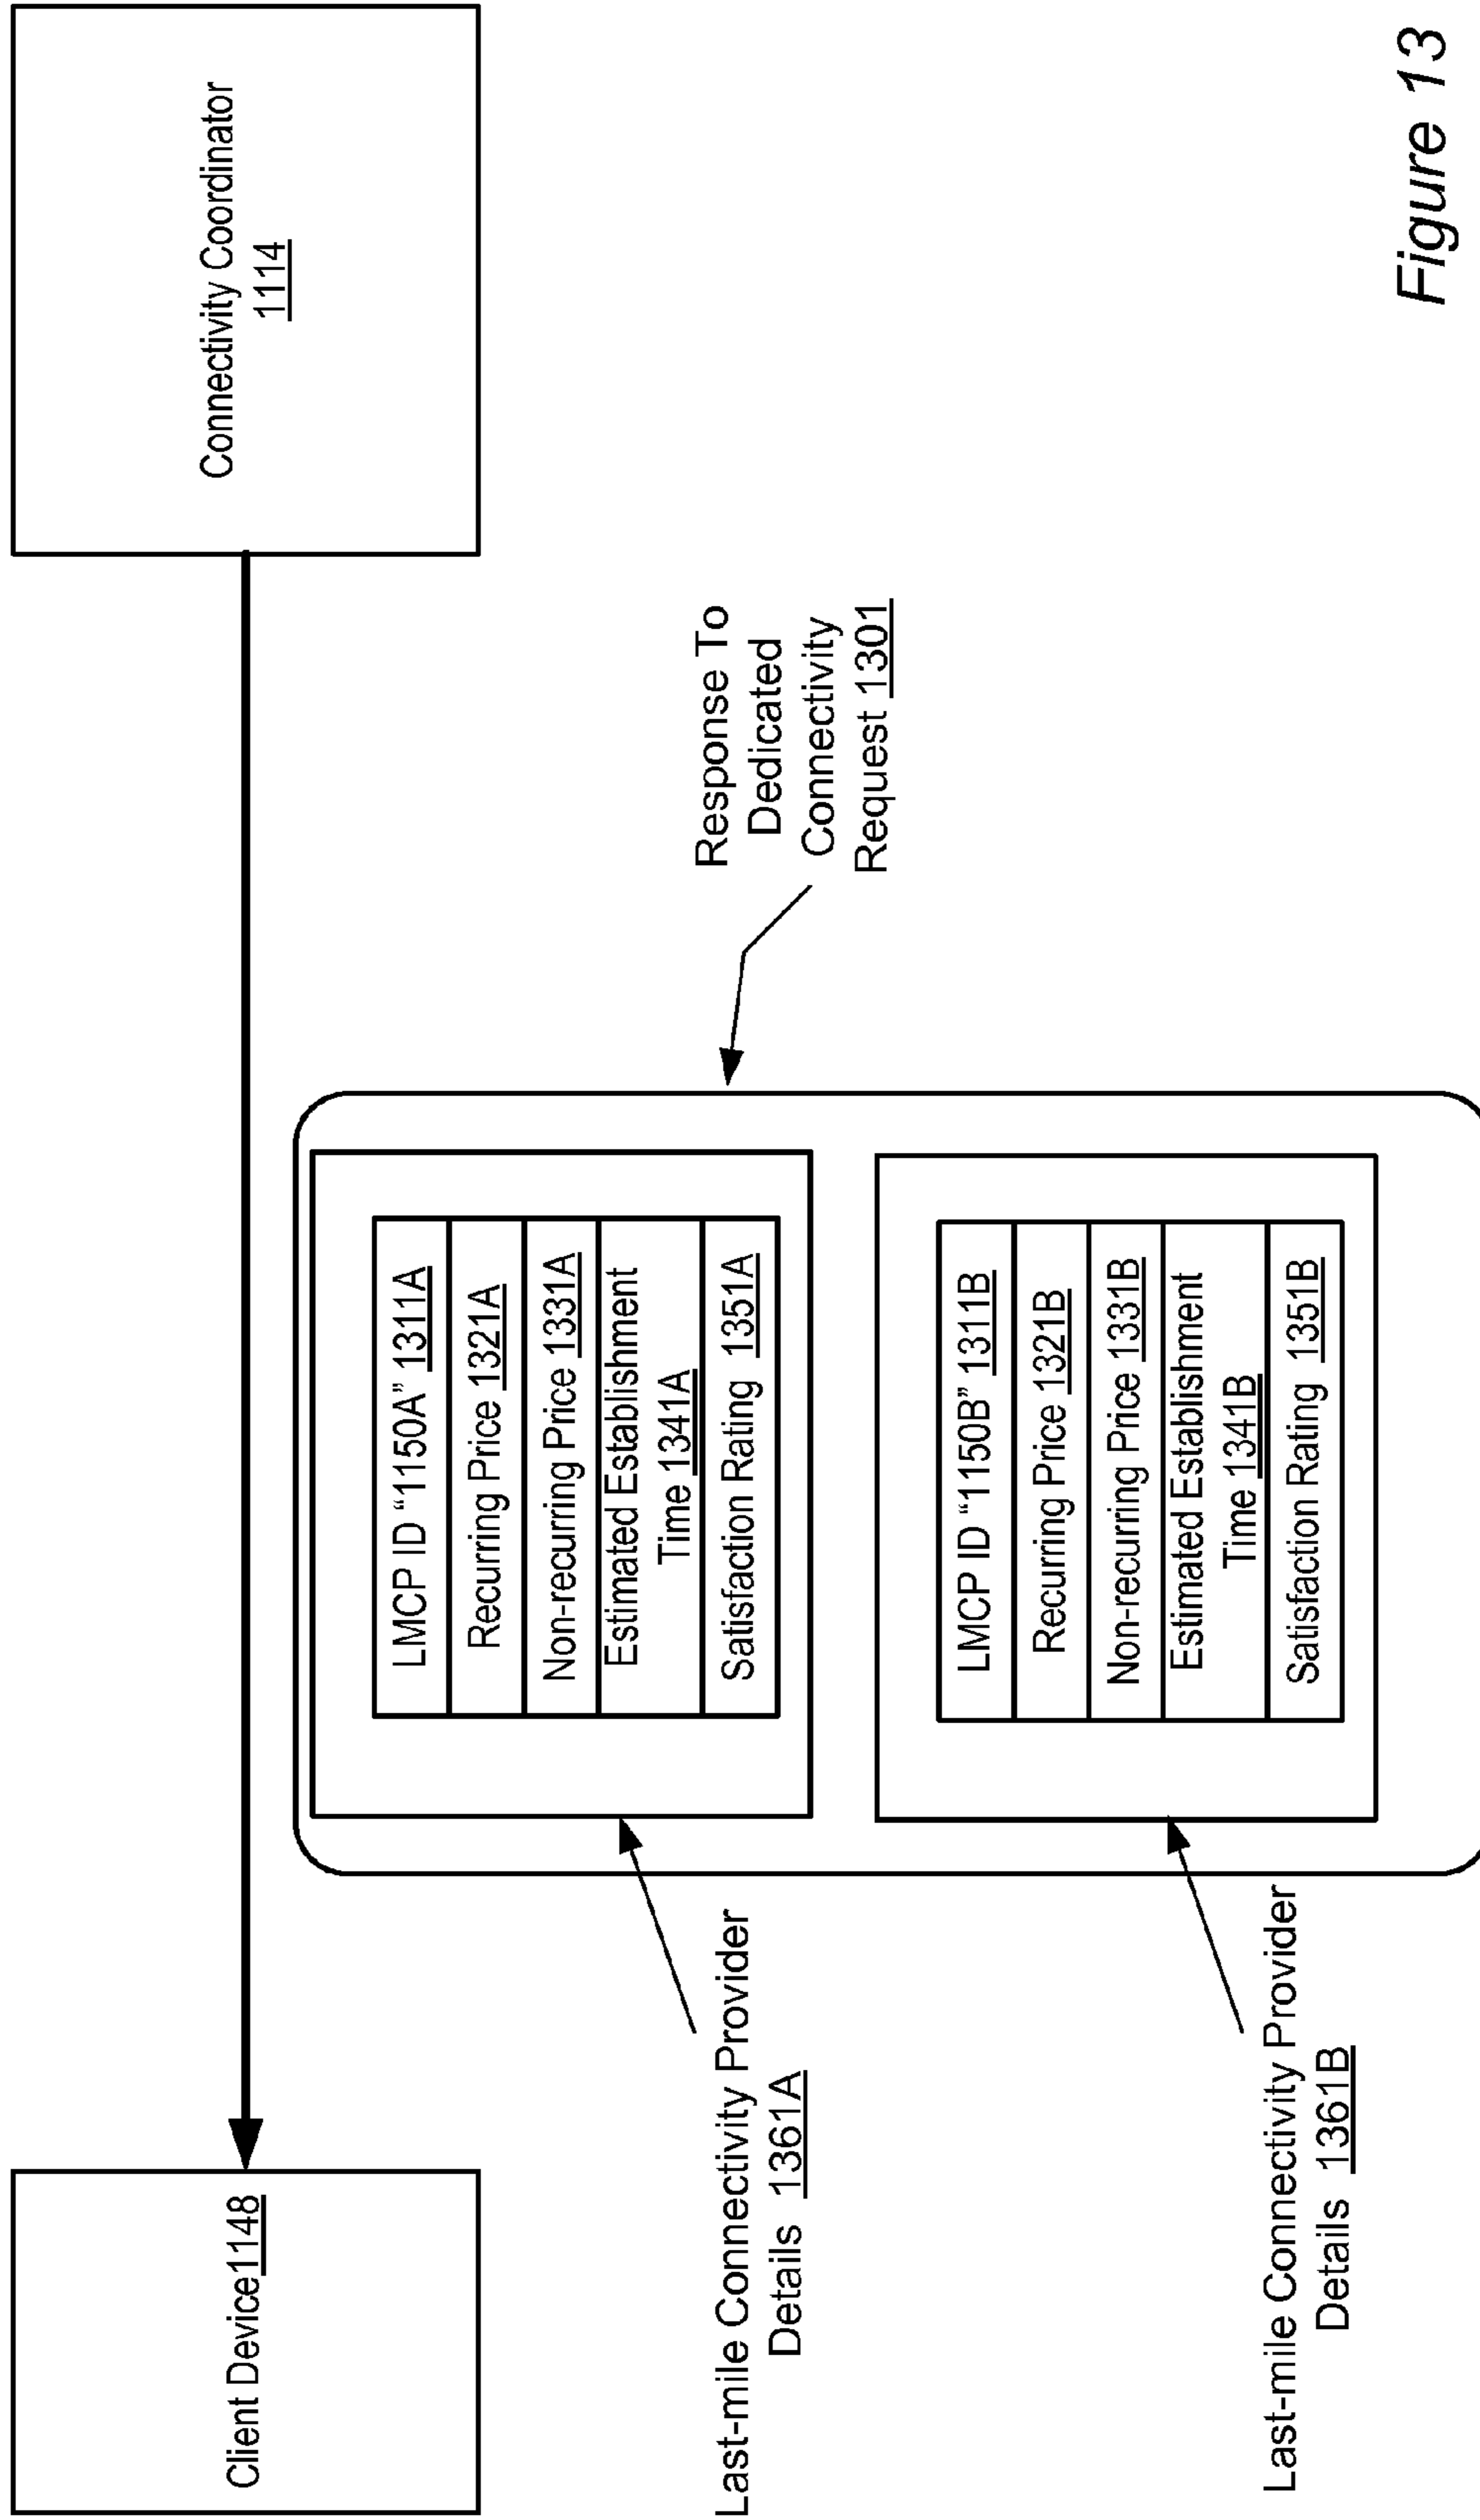 Client Device 1148
Connectivity Coordinator
1114
Response To
Dedicated
Connectivity
Request 1301
Last-mile Connectivity Provider
Details 1361A
LMCP ID “1150A” 1311A
Recurring Price 1321A
Non-recurring Price 1331A
Estimated Establishment
Time 1341A
Satisfaction Rating 1351A
Last-mile Connectivity Provider
Details 1361B
LMCP ID “1150B” 1311B
Recurring Price 1321B
Non-recurring Price 1331B
Estimated Establishment
Time 1341B
Satisfaction Rating 1351B
Figure 13